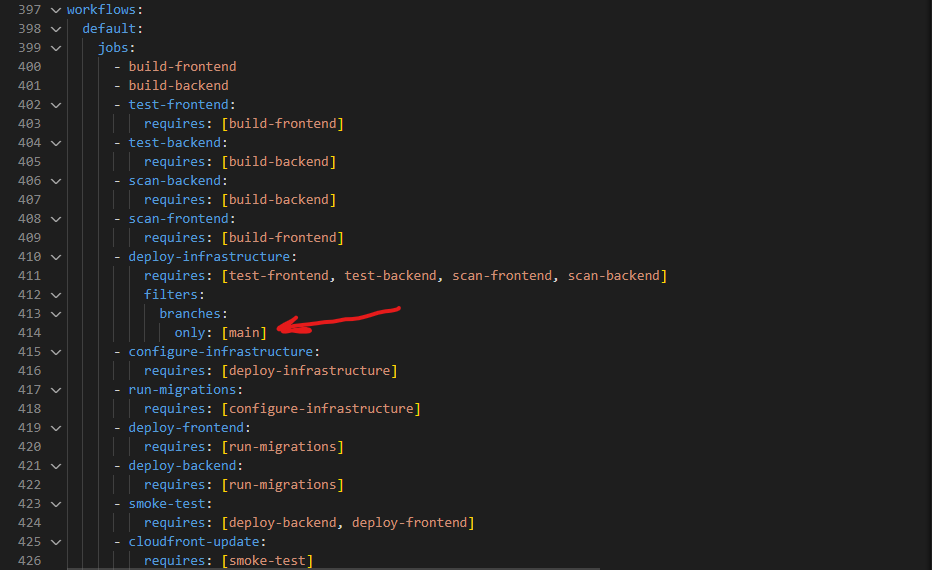 397 workflows:
398 default:
399 jobs:
400 - build-frontend
401 - build-backend
402 - test-frontend:
403 requires: [build-frontend]
404 - test-backend:
405 requires: [build-backend]
406 - scan-backend:
407 requires: [build-backend]
408 - scan-frontend:
409 requires: [build-frontend]
410 - deploy-infrastructure:
411 requires: [test-frontend, test-backend, scan-frontend, scan-backend]
412 filters:
413 branches:
414 only: [main]
415 - configure-infrastructure:
416 requires: [deploy-infrastructure]
417 - run-migrations:
418 requires: [configure-infrastructure]
419 - deploy-frontend:
420 requires: [run-migrations]
421 - deploy-backend:
422 requires: [run-migrations]
423 - smoke-test:
424 requires: [deploy-backend, deploy-frontend]
425 - cloudfront-update:
426 requires: [smoke-test]